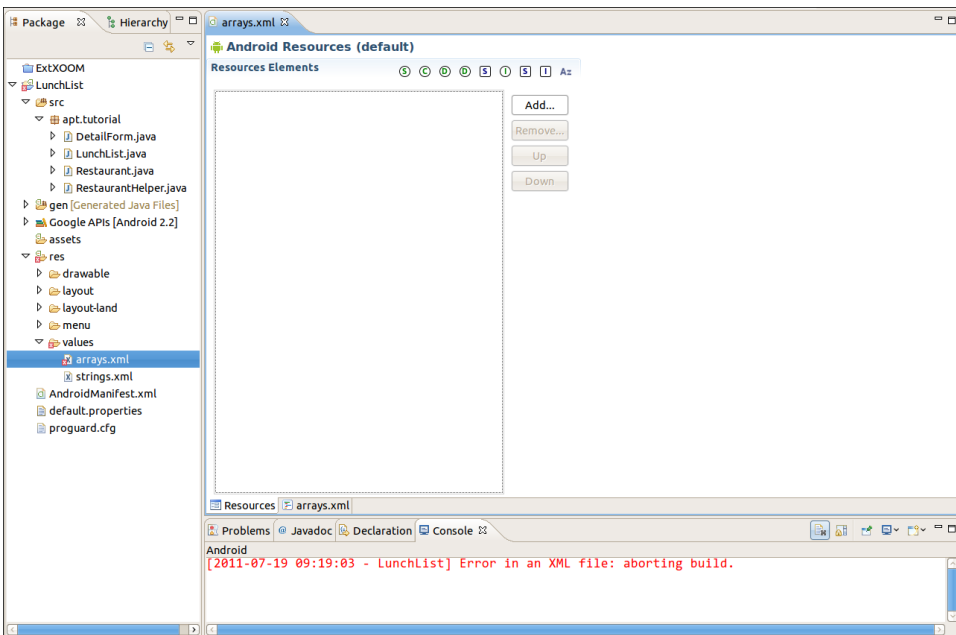 Package
Hierarchy
arrays.xml
Android Resources (default)
Resources Elements
S C D D S I S I Az
Add...
Remove...
Up
Down
ExtXOOM
LunchList
src
apt.tutorial
DetailForm.java
LunchList.java
Restaurant.java
RestaurantHelper.java
gen [Generated Java Files]
Google APIs [Android 2.2]
assets
res
drawable
layout
layout-land
menu
values
arrays.xml
strings.xml
AndroidManifest.xml
default.properties
proguard.cfg
Resources arrays.xml
Problems @ Javadoc Declaration Console
Android
[2011-07-19 09:19:03 - LunchList] Error in an XML file: aborting build.